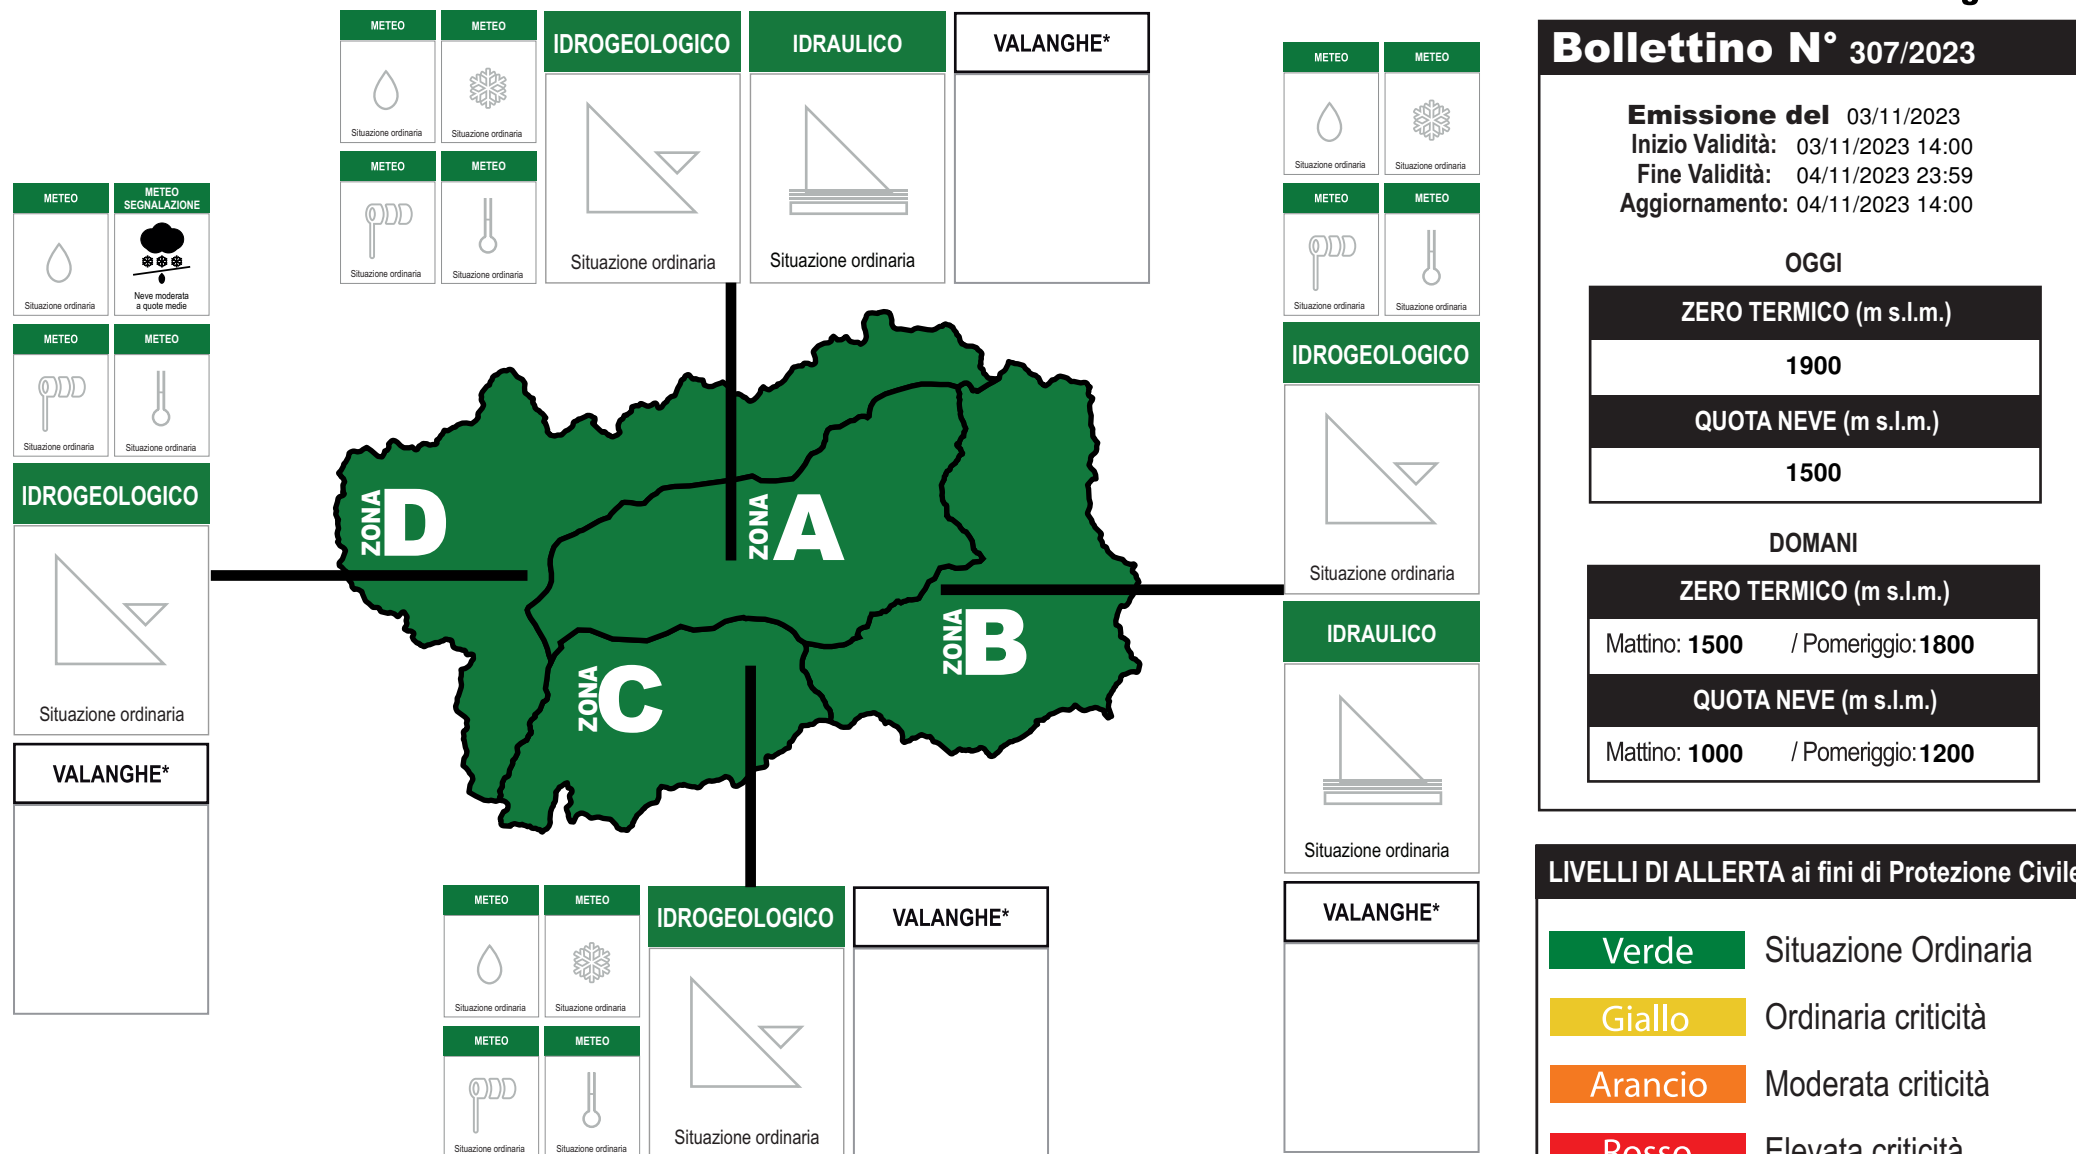 METEO
METEO
Situazione ordinaria
Situazione ordinaria
METEO
METEO
Situazione ordinaria
Situazione ordinaria
IDROGEOLOGICO
Situazione ordinaria
IDRAULICO
Situazione ordinaria
VALANGHE*
METEO
METEO
SEGNALAZIONE
Situazione ordinaria
Neve moderata
a quote medie
METEO
METEO
Situazione ordinaria
Situazione ordinaria
IDROGEOLOGICO
Situazione ordinaria
VALANGHE*
ZONA D
ZONA A
ZONA B
ZONA C
METEO
METEO
Situazione ordinaria
Situazione ordinaria
METEO
METEO
Situazione ordinaria
Situazione ordinaria
IDROGEOLOGICO
Situazione ordinaria
IDRAULICO
Situazione ordinaria
VALANGHE*
METEO
METEO
Situazione ordinaria
Situazione ordinaria
METEO
METEO
Situazione ordinaria
Situazione ordinaria
IDROGEOLOGICO
Situazione ordinaria
VALANGHE*
Bollettino N° 307/2023
Emissione del 03/11/2023
Inizio Validità: 03/11/2023 14:00
Fine Validità: 04/11/2023 23:59
Aggiornamento: 04/11/2023 14:00
OGGI
ZERO TERMICO (m s.l.m.)
1900
QUOTA NEVE (m s.l.m.)
1500
DOMANI
ZERO TERMICO (m s.l.m.)
Mattino: 1500 / Pomeriggio: 1800
QUOTA NEVE (m s.l.m.)
Mattino: 1000 / Pomeriggio: 1200
LIVELLI DI ALLERTA ai fini di Protezione Civile
Verde Situazione Ordinaria
Giallo Ordinaria criticità
Arancio Moderata criticità
Rosso Elevata criticità